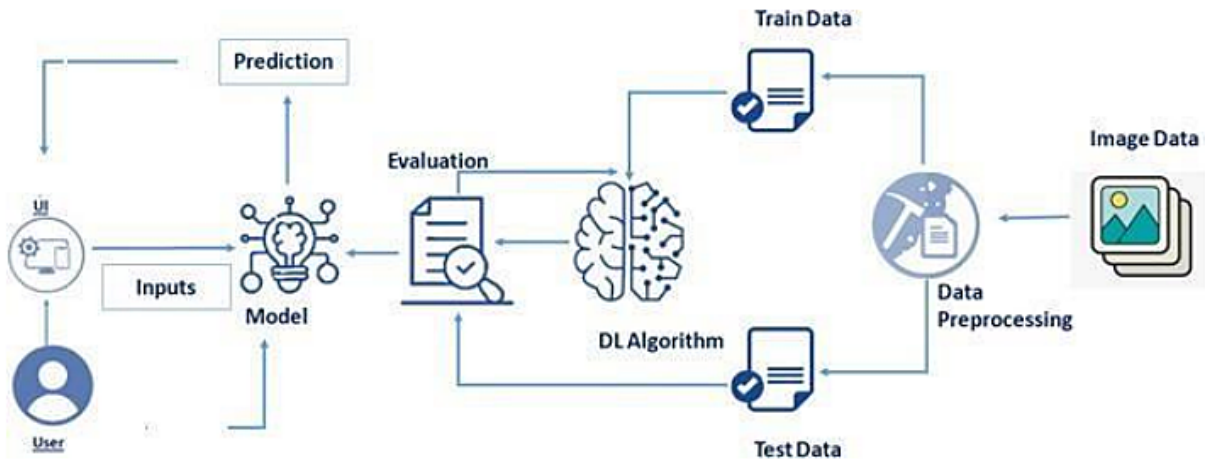 Train Data
Prediction
Image Data
Evaluation
UI
Inputs
Model
Data
Preprocessing
DL Algorithm
User
Test Data